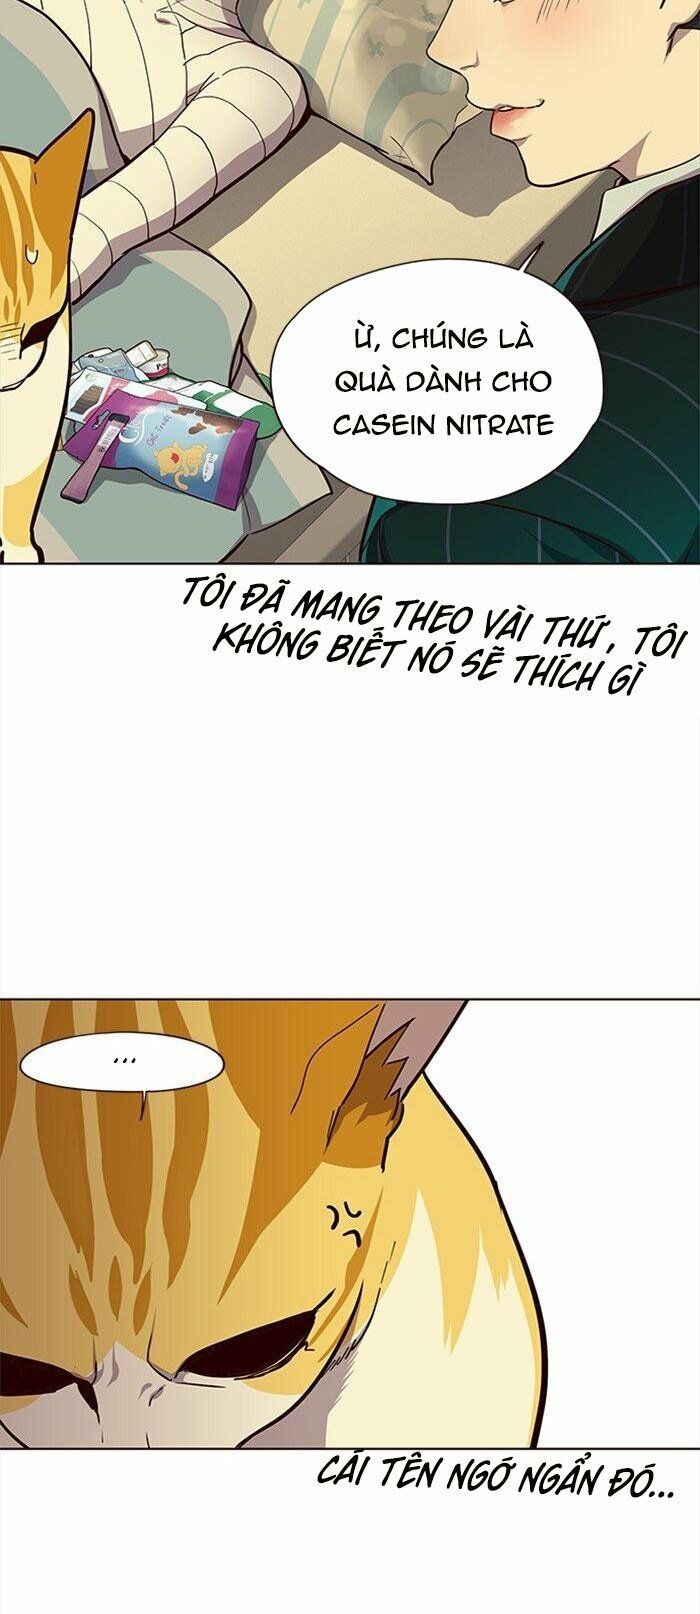 Ừ, CHÚNG LÀ
QUÀ DÀNH CHO
CASEIN NITRATE
TÔI ĐÃ MANG THEO VÀI THỨ, TÔI
KHÔNG BIẾT NÓ SẼ THÍCH GÌ
...
CÁI TÊN NGỚ NGẨN ĐÓ...